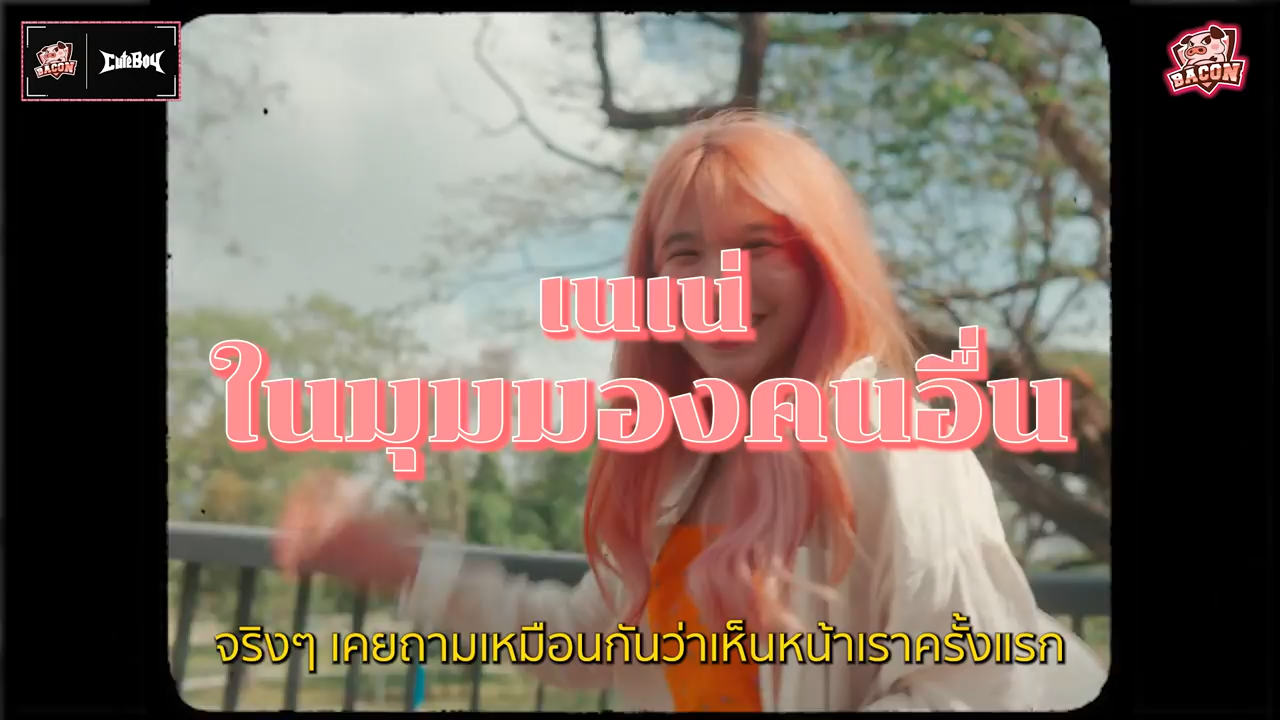 BACON
CuteBoy
BACON
เนเน่
ในมุมมองคนอื่น
จริงๆ เคยถามเหมือนกันว่าเห็นหน้าเราครั้งแรก